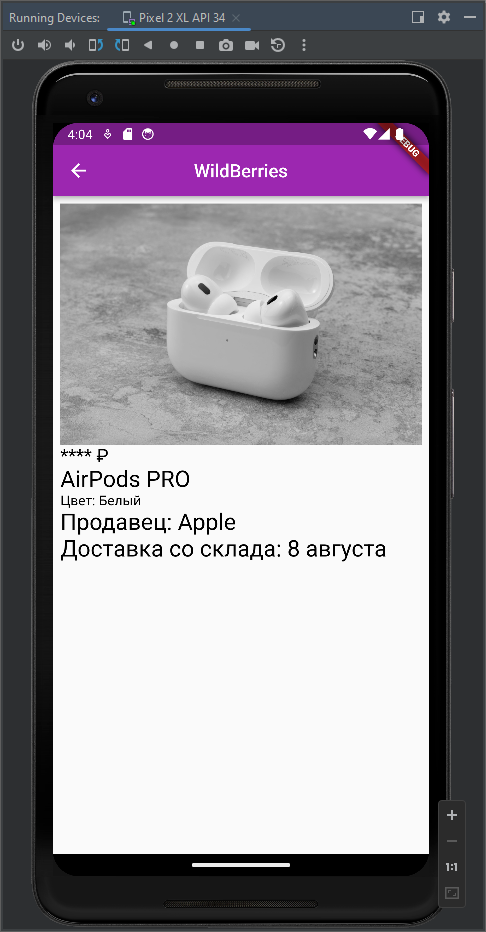 Running Devices: Pixel 2 XL API 34
4:04
DEBUG
WildBerries
**** ₽
AirPods PRO
Цвет: Белый
Продавец: Apple
Доставка со склада: 8 августа
1:1